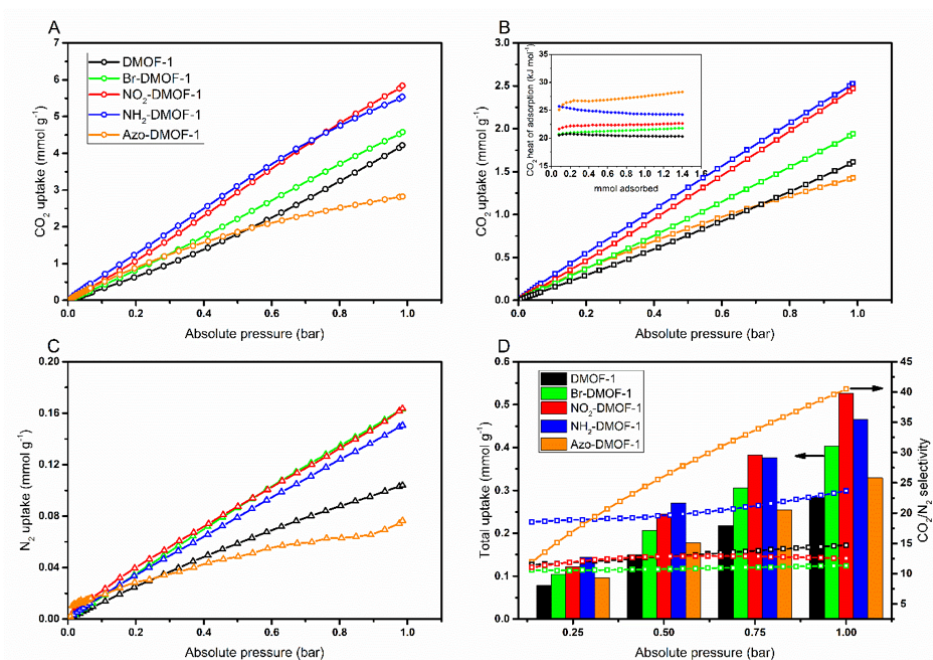 A
7
6
5
4
3
2
1
0
CO2 uptake (mmol g-1)
DMOF-1
Br-DMOF-1
NO2-DMOF-1
NH2-DMOF-1
Azo-DMOF-1
0.0 0.2 0.4 0.6 0.8 1.0
Absolute pressure (bar)
B
3.0
2.5
2.0
1.5
1.0
0.5
0.0
CO2 uptake (mmol g-1)
CO2 heat of adsorption (kJ mol-1)
35
30
25
20
15
0.0 0.2 0.4 0.6 0.8 1.0 1.2 1.4 1.6
mmol adsorbed
0.0 0.2 0.4 0.6 0.8 1.0
Absolute pressure (bar)
C
0.20
0.16
0.12
0.08
0.04
0.00
N2 uptake (mmol g-1)
0.0 0.2 0.4 0.6 0.8 1.0
Absolute pressure (bar)
D
0.6
0.5
0.4
0.3
0.2
0.1
0.0
Total uptake (mmol g-1)
DMOF-1
Br-DMOF-1
NO2-DMOF-1
NH2-DMOF-1
Azo-DMOF-1
45
40
35
30
25
20
15
10
5
CO2/N2 selectivity
0.25 0.50 0.75 1.00
Absolute pressure (bar)